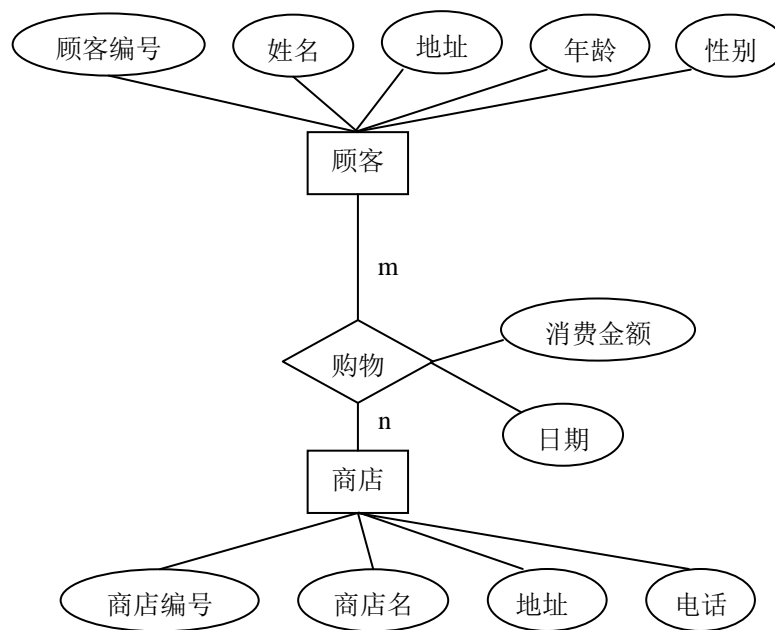 顾客编号 姓名 地址 年龄 性别
顾客
m
消费金额
购物
n
日期
商店
商店编号 商店名 地址 电话